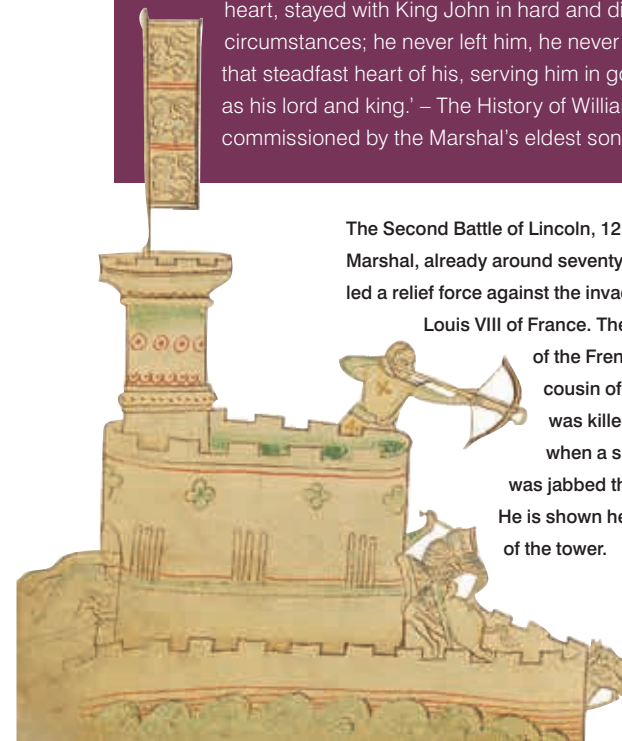 heart, stayed with King John in hard and di
circumstances; he never left him, he never
that steadfast heart of his, serving him in go
as his lord and king.’ – The History of Willia
commissioned by the Marshal’s eldest son
The Second Battle of Lincoln, 12
Marshal, already around seventy
led a relief force against the inva
Louis VIII of France. The
of the Fren
cousin of
was kille
when a s
was jabbed th
He is shown he
of the tower.